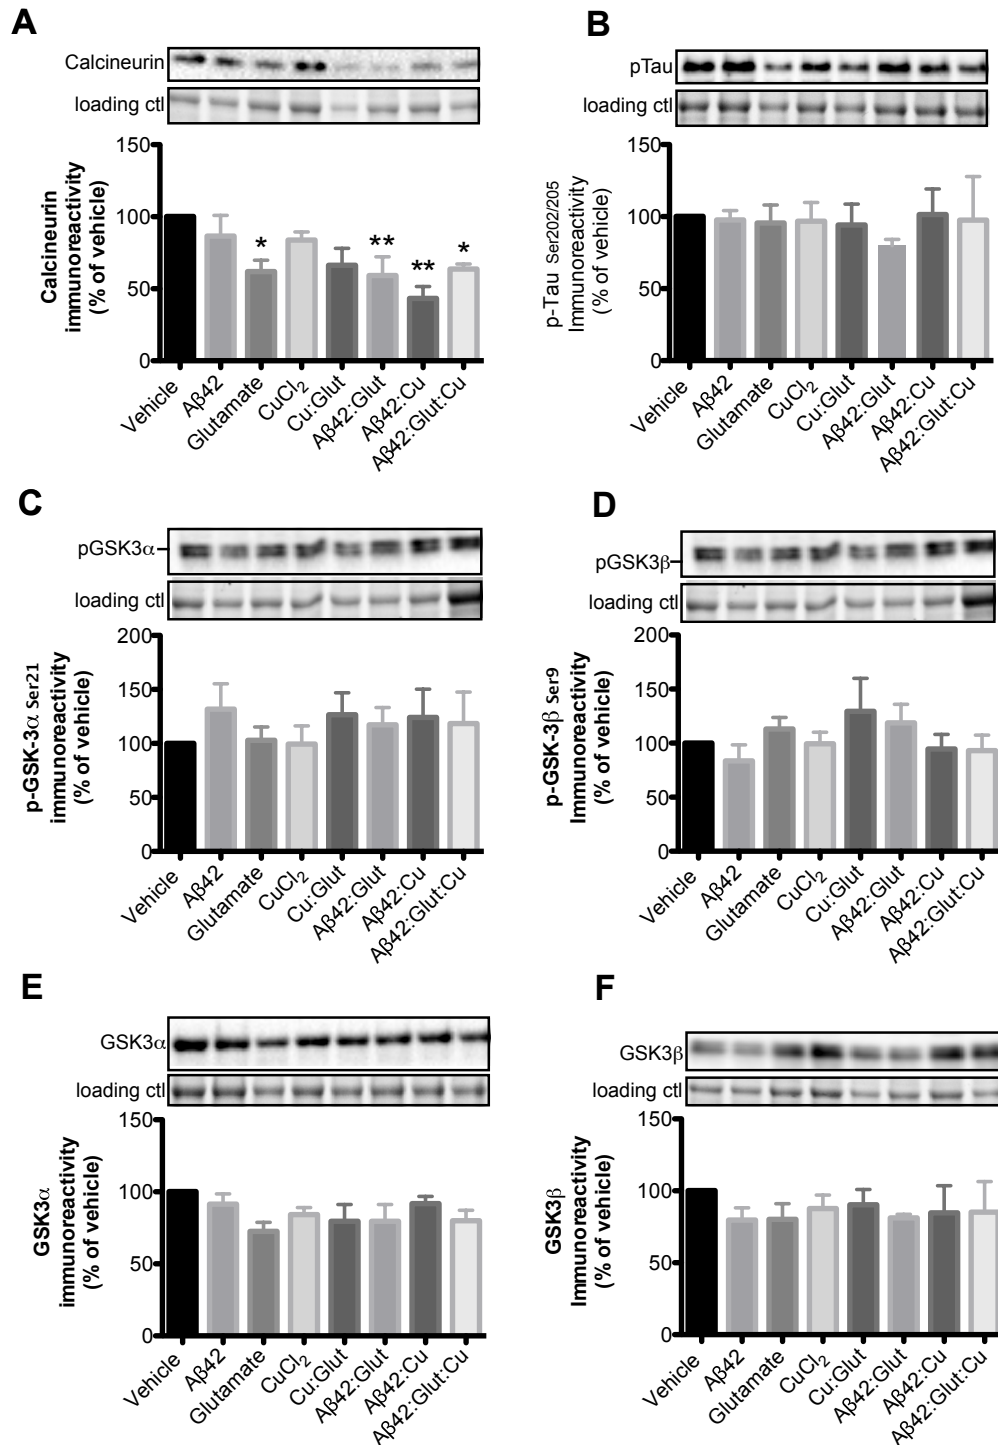 A
Calcineurin
loading ctl
Calcineurin
immunoreactivity
(% of vehicle)
150
100
50
0
*
**
**
*
Vehicle
Aβ42
Glutamate
CuCl2
Cu:Glut
Aβ42:Glut
Aβ42:Cu
Aβ42:Glut:Cu
B
pTau
loading ctl
p-Tau Ser202/205
Immunoreactivity
(% of vehicle)
150
100
50
0
Vehicle
Aβ42
Glutamate
CuCl2
Cu:Glut
Aβ42:Glut
Aβ42:Cu
Aβ42:Glut:Cu
C
pGSK3α
loading ctl
p-GSK-3α Ser21
immunoreactivity
(% of vehicle)
200
150
100
50
0
Vehicle
Aβ42
Glutamate
CuCl2
Cu:Glut
Aβ42:Glut
Aβ42:Cu
Aβ42:Glut:Cu
D
pGSK3β
loading ctl
p-GSK-3β Ser9
Immunoreactivity
(% of vehicle)
200
150
100
50
0
Vehicle
Aβ42
Glutamate
CuCl2
Cu:Glut
Aβ42:Glut
Aβ42:Cu
Aβ42:Glut:Cu
E
GSK3α
loading ctl
GSK3α
immunoreactivity
(% of vehicle)
150
100
50
0
Vehicle
Aβ42
Glutamate
CuCl2
Cu:Glut
Aβ42:Glut
Aβ42:Cu
Aβ42:Glut:Cu
F
GSK3β
loading ctl
GSK3β
Immunoreactivity
(% of vehicle)
150
100
50
0
Vehicle
Aβ42
Glutamate
CuCl2
Cu:Glut
Aβ42:Glut
Aβ42:Cu
Aβ42:Glut:Cu